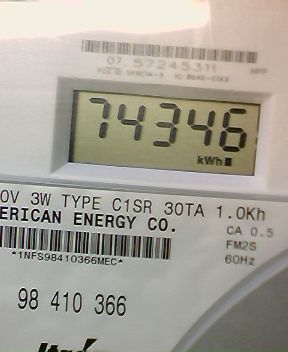 07 57245311
74346
kWh
0V 3W TYPE C1SR 30TA 1.0Kh
ERICAN ENERGY CO.
CA 0.5
FM2S
60Hz
*1NFS98410366MEC*
98 410 366